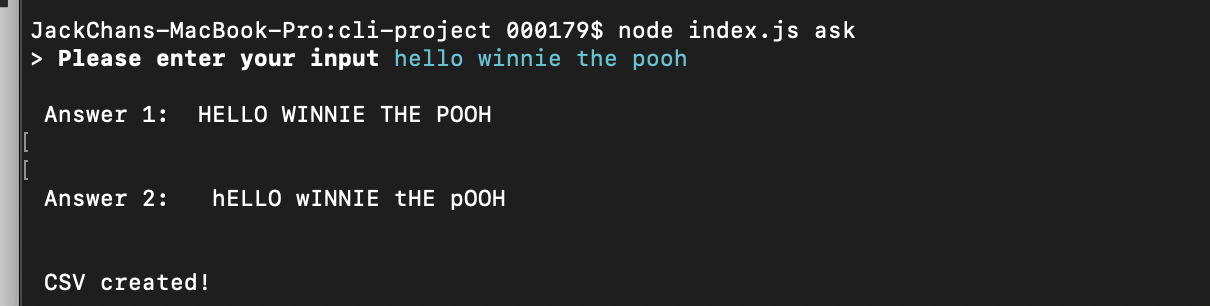 JackChans-MacBook-Pro:cli-project 000179$ node index.js ask
> Please enter your input hello winnie the pooh
Answer 1:  HELLO WINNIE THE POOH
[
[
Answer 2:   hELLO wINNIE tHE pOOH
CSV created!